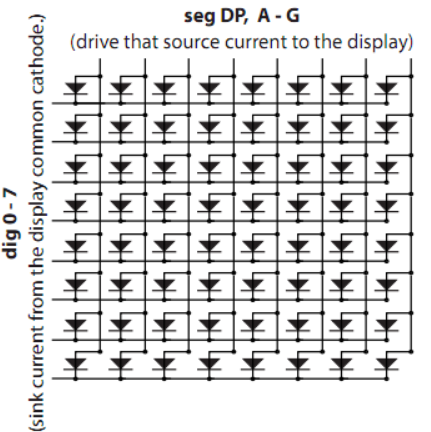 seg DP, A - G
(drive that source current to the display)
dig 0 - 7
(sink current from the display common cathode.)